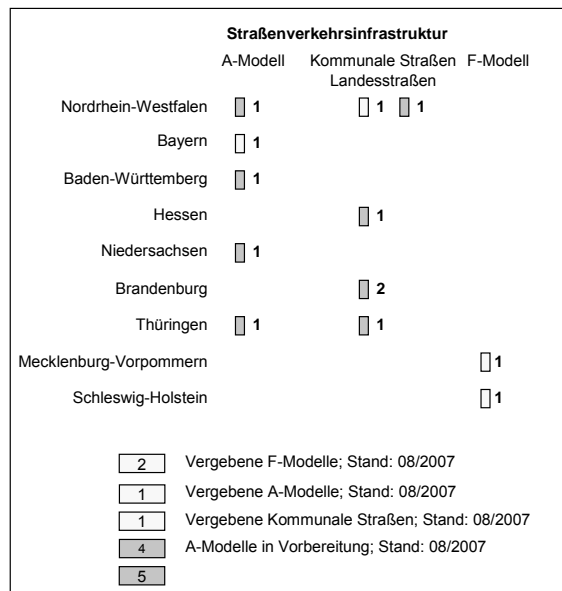 Straßenverkehrsinfrastruktur
A-Modell Kommunale Straßen F-Modell
Landesstraßen
Nordrhein-Westfalen 1 1 1
Bayern 1
Baden-Württemberg 1
Hessen 1
Niedersachsen 1
Brandenburg 2
Thüringen 1 1
Mecklenburg-Vorpommern 1
Schleswig-Holstein 1
2 Vergebene F-Modelle; Stand: 08/2007
1 Vergebene A-Modelle; Stand: 08/2007
1 Vergebene Kommunale Straßen; Stand: 08/2007
4 A-Modelle in Vorbereitung; Stand: 08/2007
5